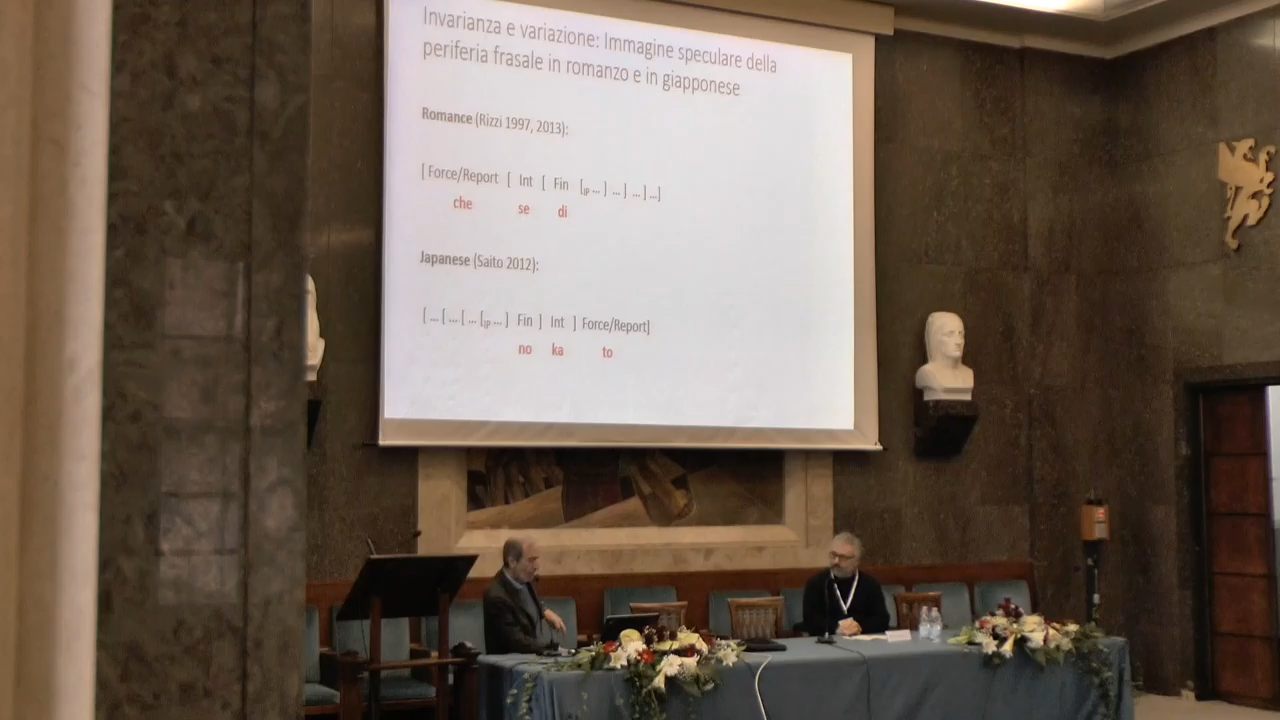 Invarianza e variazione: Immagine speculare della
periferia frasale in romanzo e in giapponese
Romance (Rizzi 1997, 2013):
[ Force/Report [ Int [ Fin [IP ... ] ... ] ... ] ...]
che se di
Japanese (Saito 2012):
[ ... [ ... [ ... [IP ... ] Fin ] Int ] Force/Report]
no ka to